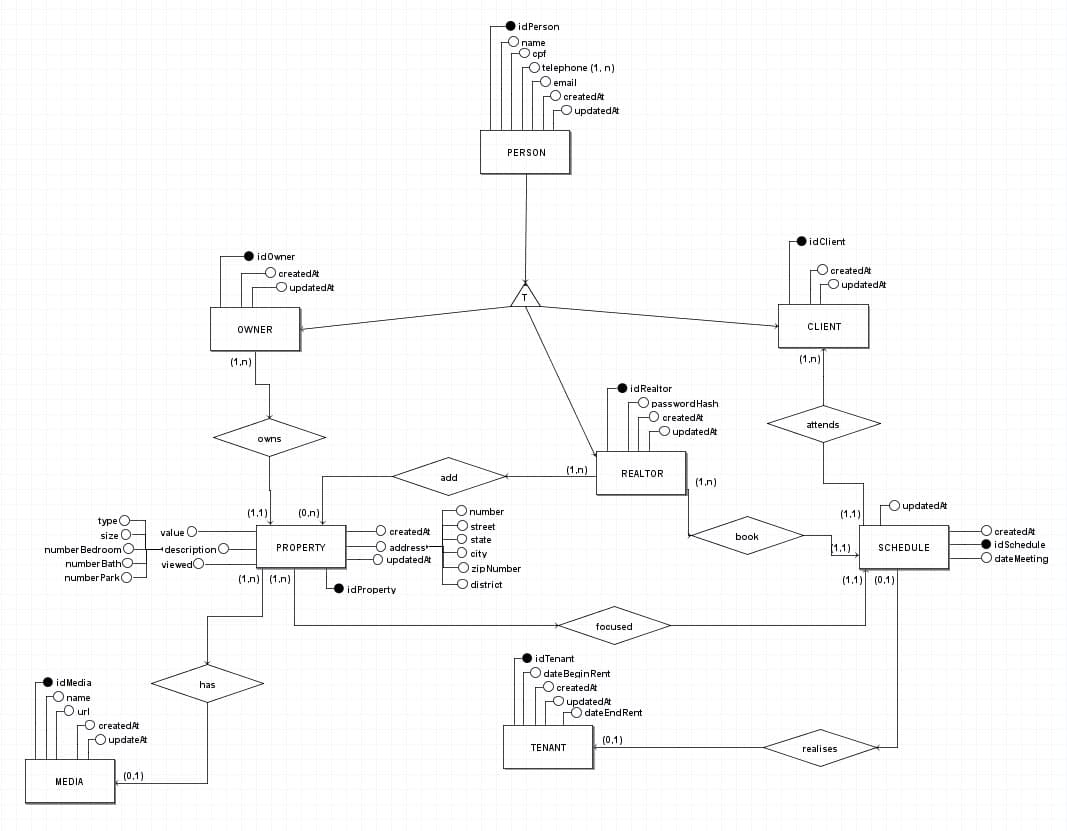 idPerson
name
cpf
telephone (1, n)
email
createdAt
updatedAt
PERSON
T
idOwner
createdAt
updatedAt
OWNER
(1,n)
idClient
createdAt
updatedAt
CLIENT
(1,n)
owns
attends
idRealtor
passwordHash
createdAt
updatedAt
REALTOR
(1,n)
(1,n)
add
(1,1)
(0,n)
type
size
numberBedroom
numberBath
numberPark
value
description
viewed
PROPERTY
createdAt
address
updatedAt
number
street
state
city
zipNumber
district
idProperty
(1,n)
(1,n)
book
(1,1)
(1,1)
updatedAt
SCHEDULE
createdAt
idSchedule
dateMeeting
(1,1)
(0,1)
focused
has
idMedia
name
url
createdAt
updateAt
MEDIA
(0,1)
idTenant
dateBeginRent
createdAt
updatedAt
dateEndRent
TENANT
(0,1)
realises